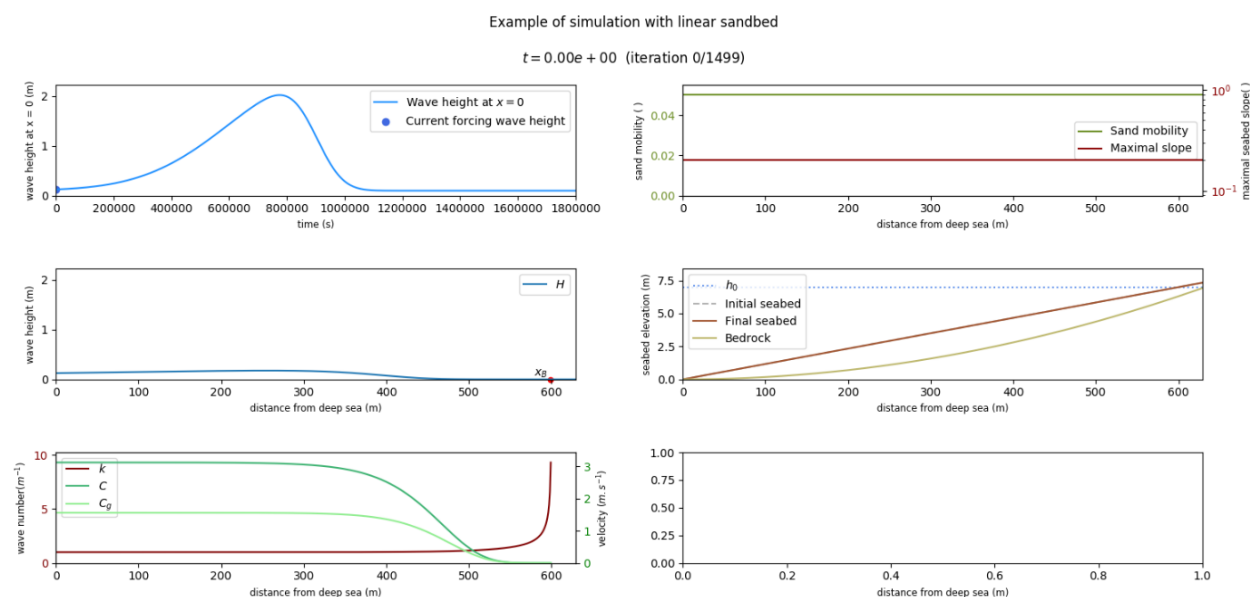 Example of simulation with linear sandbed
t = 0.00e + 00 (iteration 0/1499)
wave height at x = 0 (m)
2
1
0
Wave height at x = 0
Current forcing wave height
0 200000 400000 600000 800000 1000000 1200000 1400000 1600000 1800000
time (s)
sand mobility ( )
0.04
0.02
0.00
Sand mobility
Maximal slope
10⁰
10⁻¹
maximal seabed slope( )
0 100 200 300 400 500 600
distance from deep sea (m)
wave height (m)
2
1
0
H
x_B
0 100 200 300 400 500 600
distance from deep sea (m)
seabed elevation (m)
7.5
5.0
2.5
0.0
h₀
Initial seabed
Final seabed
Bedrock
0 100 200 300 400 500 600
distance from deep sea (m)
wave number(m⁻¹)
10
5
0
k
C
C_g
3
2
1
0
velocity (m.s⁻¹)
0 100 200 300 400 500 600
distance from deep sea (m)
1.00
0.75
0.50
0.25
0.00
0.0 0.2 0.4 0.6 0.8 1.0
distance from deep sea (m)